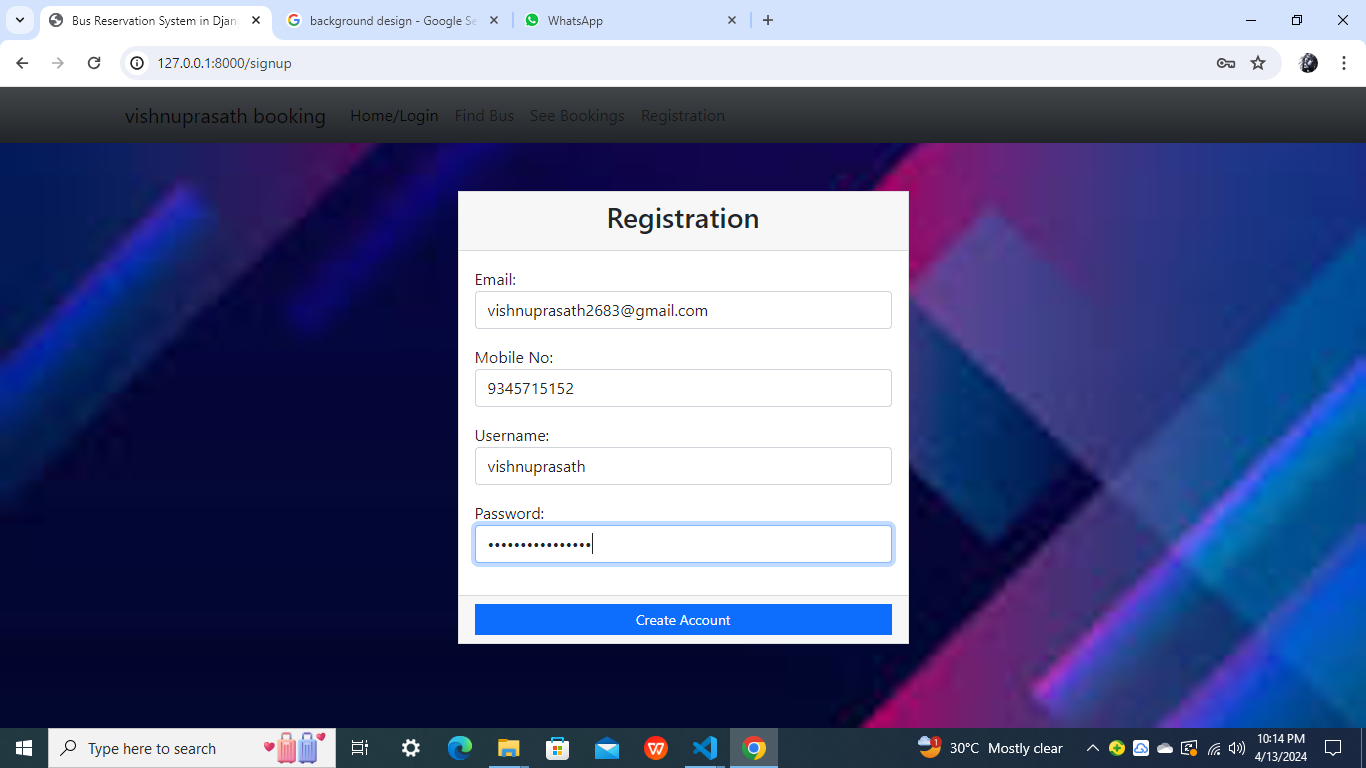 Bus Reservation System in Djan
background design - Google Se
WhatsApp
127.0.0.1:8000/signup
vishnuprasath booking Home/Login Find Bus See Bookings Registration
Registration
Email:
vishnuprasath2683@gmail.com
Mobile No:
9345715152
Username:
vishnuprasath
Password:
••••••••••••••••
Create Account
Type here to search
1
30°C Mostly clear
10:14 PM
4/13/2024